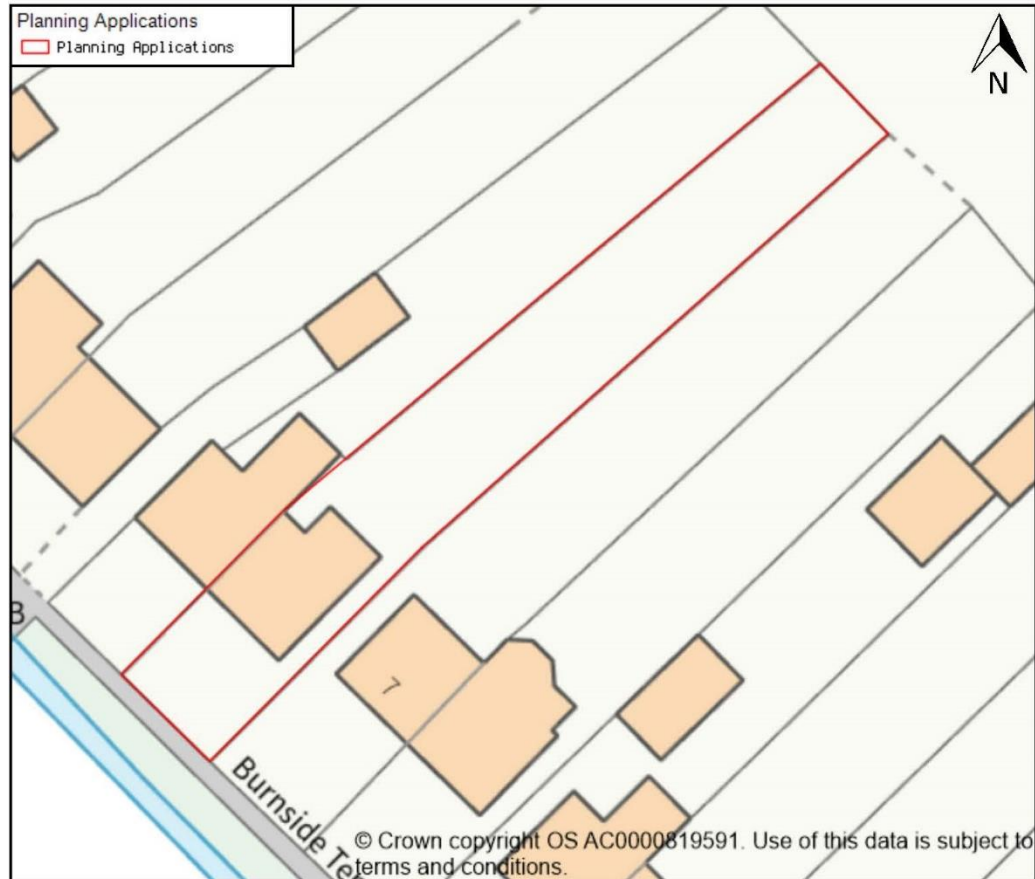 Planning Applications
Planning Applications
N
B
7
Burnside Te
© Crown copyright OS AC0000819591. Use of this data is subject to
terms and conditions.